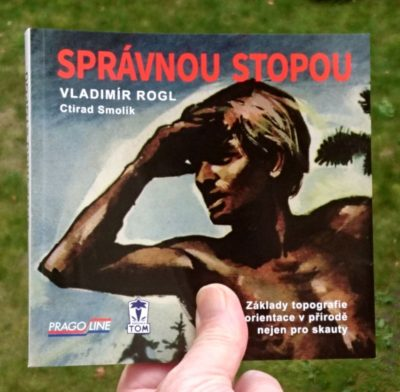 SPRÁVNOU STOPOU
VLADIMÍR ROGL
Ctirad Smolík
Základy topografie
orientace v přírodě
nejen pro skauty
PRAGO LINE
TOM